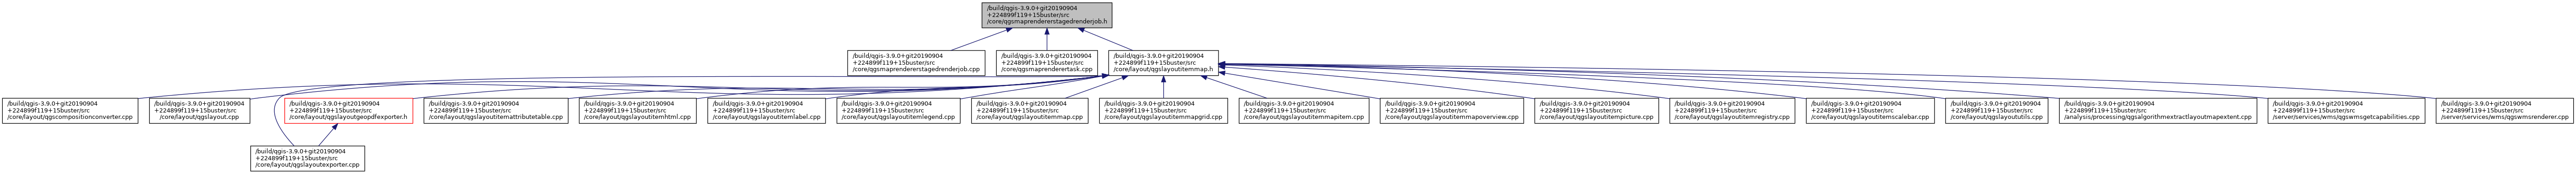 /build/qgis-3.9.0+git20190904
+224899f119+15buster/src
/core/qgsmaprendererstagedrenderjob.h
/build/qgis-3.9.0+git20190904
+224899f119+15buster/src
/core/qgsmaprendererstagedrenderjob.cpp
/build/qgis-3.9.0+git20190904
+224899f119+15buster/src
/core/qgsmaprenderertask.cpp
/build/qgis-3.9.0+git20190904
+224899f119+15buster/src
/core/layout/qgslayoutitemmap.h
/build/qgis-3.9.0+git20190904
+224899f119+15buster/src
/core/layout/qgscompositionconverter.cpp
/build/qgis-3.9.0+git20190904
+224899f119+15buster/src
/core/layout/qgslayout.cpp
/build/qgis-3.9.0+git20190904
+224899f119+15buster/src
/core/layout/qgslayoutgeopdfexporter.h
/build/qgis-3.9.0+git20190904
+224899f119+15buster/src
/core/layout/qgslayoutitemattributetable.cpp
/build/qgis-3.9.0+git20190904
+224899f119+15buster/src
/core/layout/qgslayoutitemhtml.cpp
/build/qgis-3.9.0+git20190904
+224899f119+15buster/src
/core/layout/qgslayoutitemlabel.cpp
/build/qgis-3.9.0+git20190904
+224899f119+15buster/src
/core/layout/qgslayoutitemlegend.cpp
/build/qgis-3.9.0+git20190904
+224899f119+15buster/src
/core/layout/qgslayoutitemmap.cpp
/build/qgis-3.9.0+git20190904
+224899f119+15buster/src
/core/layout/qgslayoutitemmapgrid.cpp
/build/qgis-3.9.0+git20190904
+224899f119+15buster/src
/core/layout/qgslayoutitemmapitem.cpp
/build/qgis-3.9.0+git20190904
+224899f119+15buster/src
/core/layout/qgslayoutitemmapoverview.cpp
/build/qgis-3.9.0+git20190904
+224899f119+15buster/src
/core/layout/qgslayoutitempicture.cpp
/build/qgis-3.9.0+git20190904
+224899f119+15buster/src
/core/layout/qgslayoutitemregistry.cpp
/build/qgis-3.9.0+git20190904
+224899f119+15buster/src
/core/layout/qgslayoutitemscalebar.cpp
/build/qgis-3.9.0+git20190904
+224899f119+15buster/src
/core/layout/qgslayoututils.cpp
/build/qgis-3.9.0+git20190904
+224899f119+15buster/src
/analysis/processing/qgsalgorithmextractlayoutmapextent.cpp
/build/qgis-3.9.0+git20190904
+224899f119+15buster/src
/server/services/wms/qgswmsgetcapabilities.cpp
/build/qgis-3.9.0+git20190904
+224899f119+15buster/src
/server/services/wms/qgswmsrenderer.cpp
/build/qgis-3.9.0+git20190904
+224899f119+15buster/src
/core/layout/qgslayoutexporter.cpp